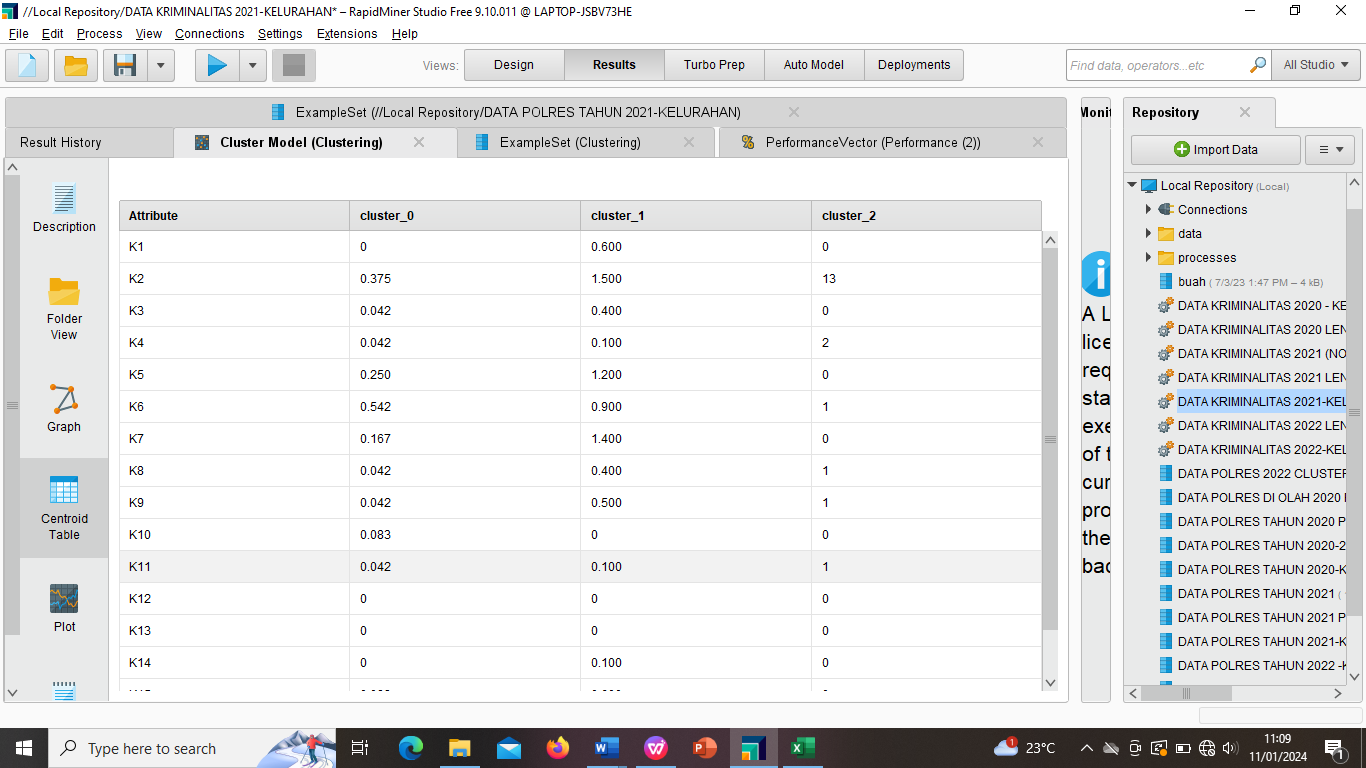 //Local Repository/DATA KRIMINALITAS 2021-KELURAHAN* – RapidMiner Studio Free 9.10.011 @ LAPTOP-JSBV73HE
File Edit Process View Connections Settings Extensions Help
Views: Design Results Turbo Prep Auto Model Deployments Find data, operators...etc All Studio
ExampleSet (//Local Repository/DATA POLRES TAHUN 2021-KELURAHAN)
Result History Cluster Model (Clustering) ExampleSet (Clustering) PerformanceVector (Performance (2))
Description
Folder
View
Graph
Centroid
Table
Plot
Attribute cluster_0 cluster_1 cluster_2
K1 0 0.600 0
K2 0.375 1.500 13
K3 0.042 0.400 0
K4 0.042 0.100 2
K5 0.250 1.200 0
K6 0.542 0.900 1
K7 0.167 1.400 0
K8 0.042 0.400 1
K9 0.042 0.500 1
K10 0.083 0 0
K11 0.042 0.100 1
K12 0 0 0
K13 0 0 0
K14 0 0.100 0
Monit
A L
lice
req
sta
exe
of t
cur
pro
the
bac
Repository
Import Data
Local Repository (Local)
Connections
data
processes
buah ( 7/3/23 1:47 PM – 4 kB)
DATA KRIMINALITAS 2020 - KE
DATA KRIMINALITAS 2020 LEN
DATA KRIMINALITAS 2021 (NO
DATA KRIMINALITAS 2021 LEN
DATA KRIMINALITAS 2021-KEL
DATA KRIMINALITAS 2022 LEN
DATA KRIMINALITAS 2022-KEL
DATA POLRES 2022 CLUSTER
DATA POLRES DI OLAH 2020
DATA POLRES TAHUN 2020 P
DATA POLRES TAHUN 2020-2
DATA POLRES TAHUN 2020-K
DATA POLRES TAHUN 2021 (
DATA POLRES TAHUN 2021 P
DATA POLRES TAHUN 2021-K
DATA POLRES TAHUN 2022 -K
Type here to search
1
23°C
11:09
11/01/2024
1